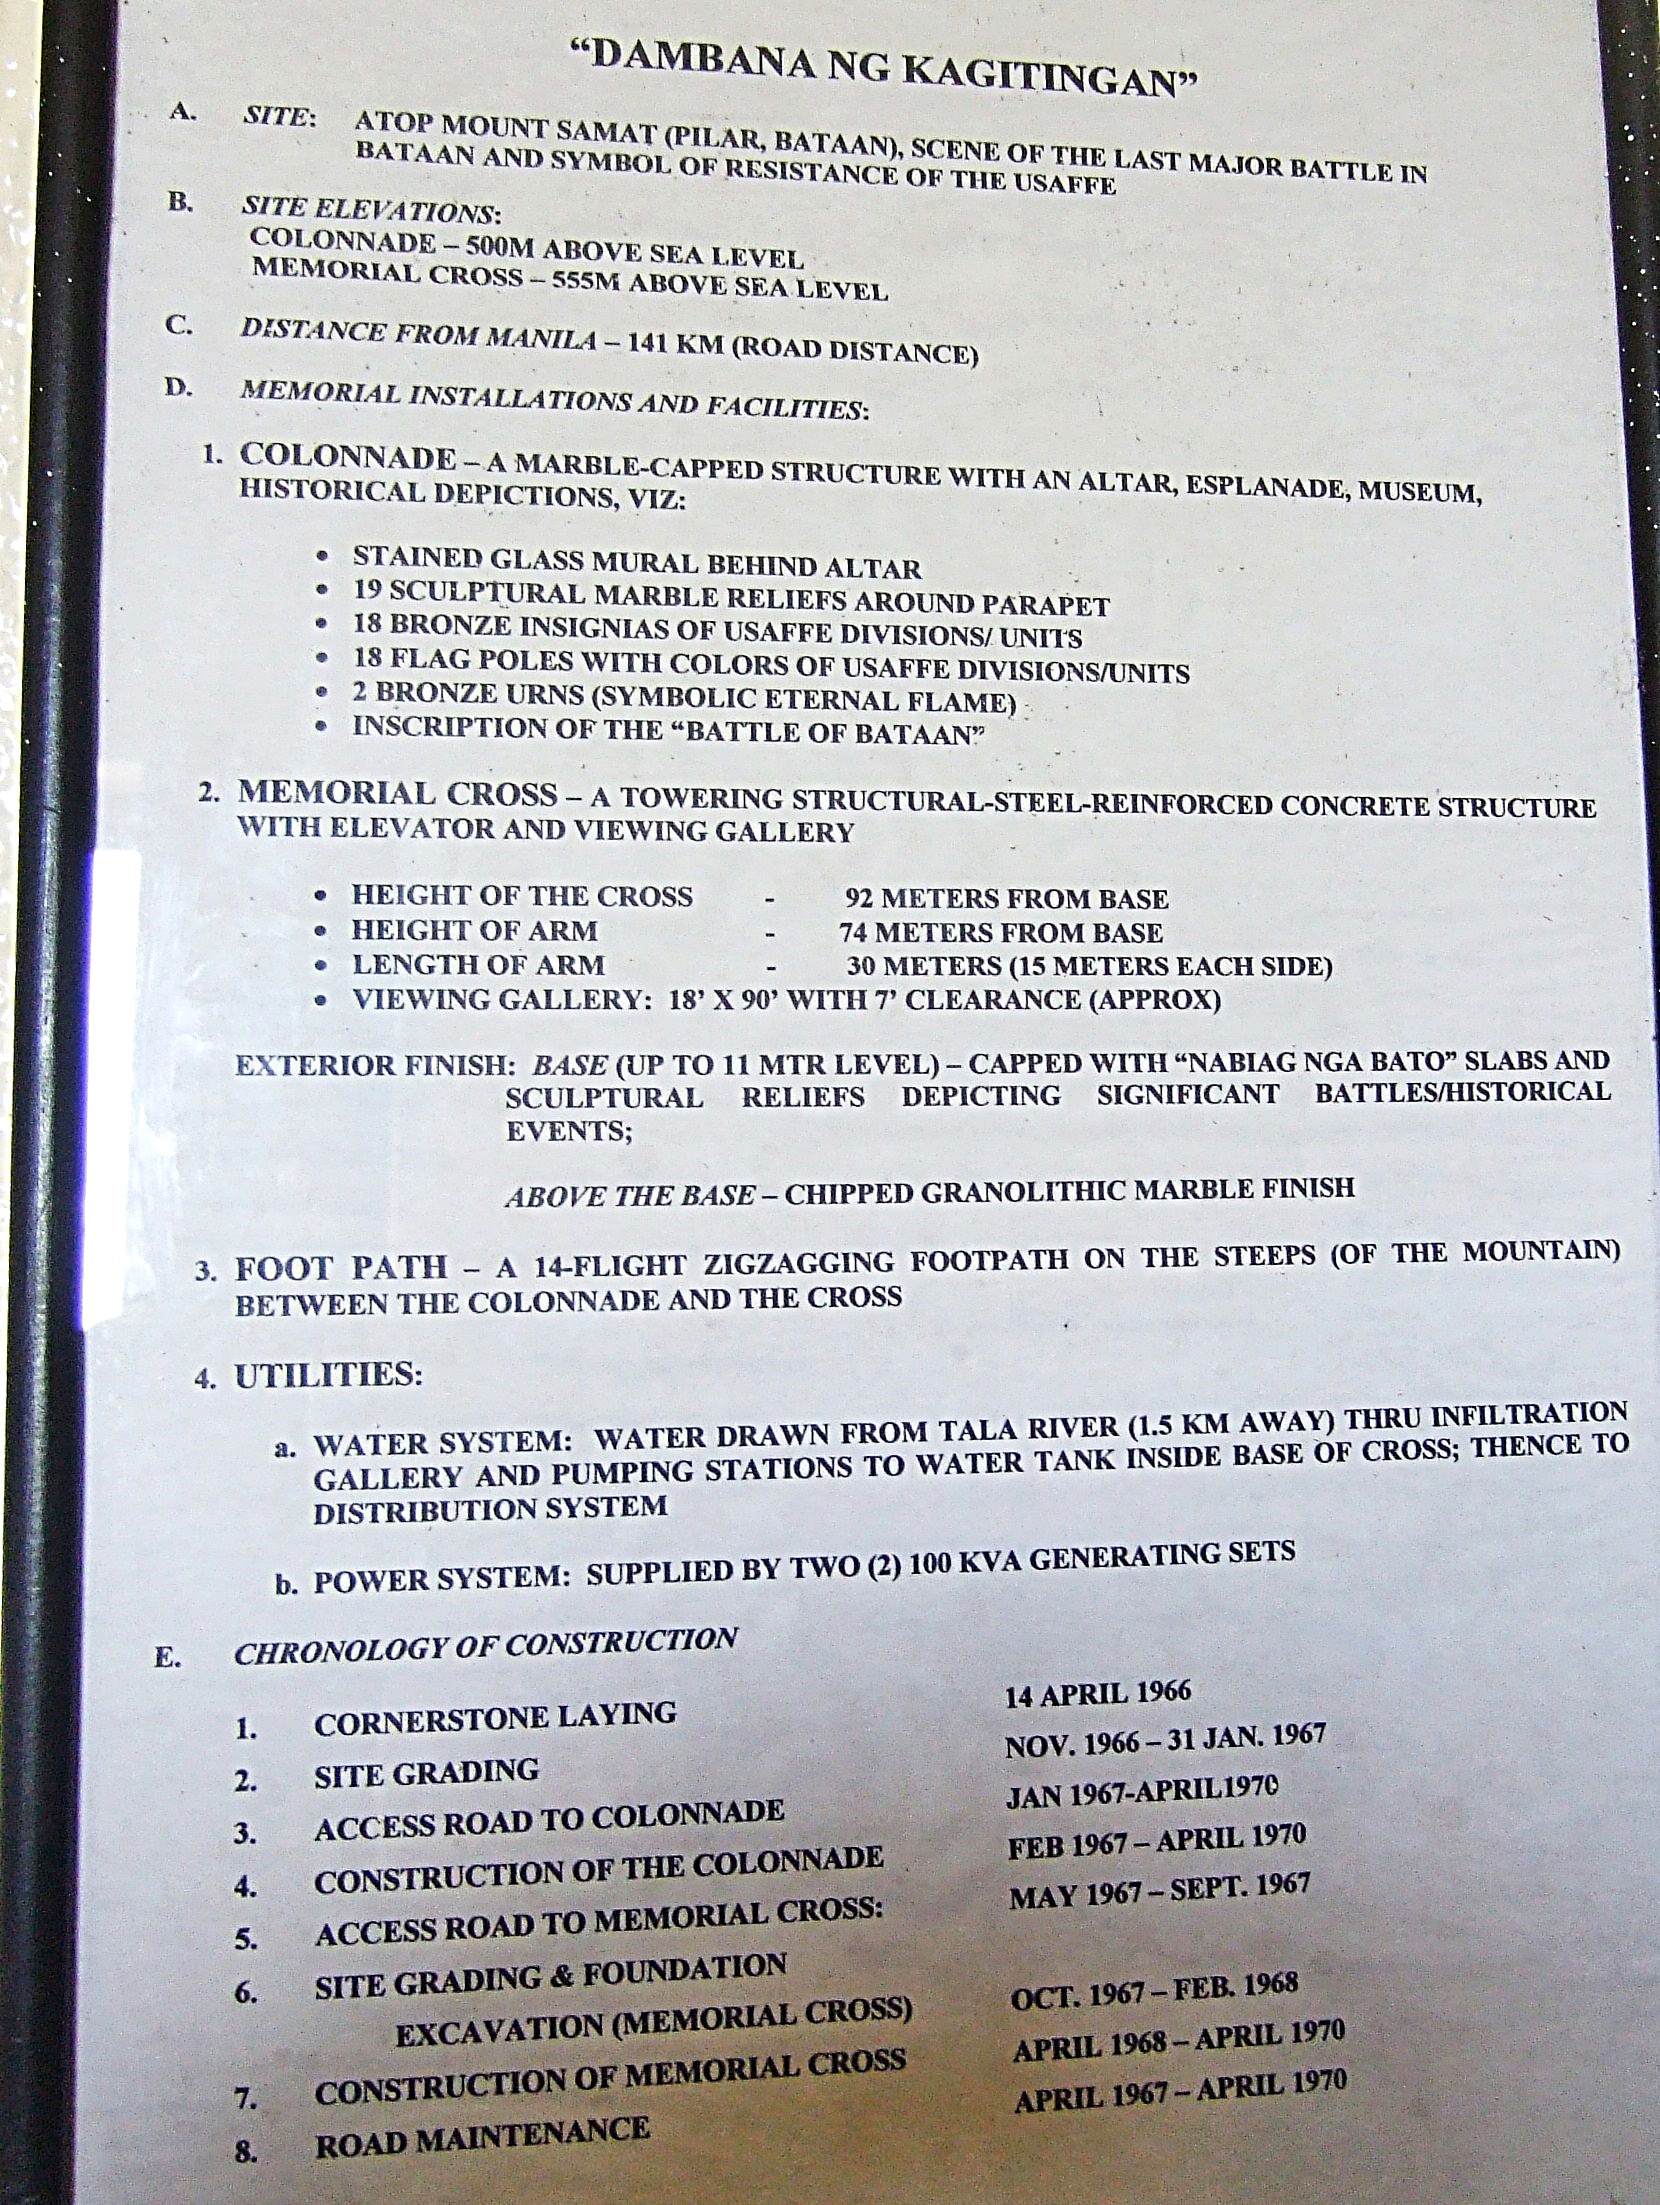 “DAMBANA NG KAGITINGAN”
A. SITE: ATOP MOUNT SAMAT (PILAR, BATAAN), SCENE OF THE LAST MAJOR BATTLE IN
BATAAN AND SYMBOL OF RESISTANCE OF THE USAFFE
B. SITE ELEVATIONS:
COLONNADE – 500M ABOVE SEA LEVEL
MEMORIAL CROSS – 555M ABOVE SEA LEVEL
C. DISTANCE FROM MANILA – 141 KM (ROAD DISTANCE)
D. MEMORIAL INSTALLATIONS AND FACILITIES:
1. COLONNADE – A MARBLE-CAPPED STRUCTURE WITH AN ALTAR, ESPLANADE, MUSEUM,
HISTORICAL DEPICTIONS, VIZ:
• STAINED GLASS MURAL BEHIND ALTAR
• 19 SCULPTURAL MARBLE RELIEFS AROUND PARAPET
• 18 BRONZE INSIGNIAS OF USAFFE DIVISIONS/ UNITS
• 18 FLAG POLES WITH COLORS OF USAFFE DIVISIONS/UNITS
• 2 BRONZE URNS (SYMBOLIC ETERNAL FLAME)
• INSCRIPTION OF THE “BATTLE OF BATAAN”
2. MEMORIAL CROSS – A TOWERING STRUCTURAL-STEEL-REINFORCED CONCRETE STRUCTURE
WITH ELEVATOR AND VIEWING GALLERY
• HEIGHT OF THE CROSS - 92 METERS FROM BASE
• HEIGHT OF ARM - 74 METERS FROM BASE
• LENGTH OF ARM - 30 METERS (15 METERS EACH SIDE)
• VIEWING GALLERY: 18’ X 90’ WITH 7’ CLEARANCE (APPROX)
EXTERIOR FINISH: BASE (UP TO 11 MTR LEVEL) – CAPPED WITH “NABIAG NGA BATO” SLABS AND
SCULPTURAL RELIEFS DEPICTING SIGNIFICANT BATTLES/HISTORICAL
EVENTS;
ABOVE THE BASE – CHIPPED GRANOLITHIC MARBLE FINISH
3. FOOT PATH – A 14-FLIGHT ZIGZAGGING FOOTPATH ON THE STEEPS (OF THE MOUNTAIN)
BETWEEN THE COLONNADE AND THE CROSS
4. UTILITIES:
a. WATER SYSTEM: WATER DRAWN FROM TALA RIVER (1.5 KM AWAY) THRU INFILTRATION
GALLERY AND PUMPING STATIONS TO WATER TANK INSIDE BASE OF CROSS; THENCE TO
DISTRIBUTION SYSTEM
b. POWER SYSTEM: SUPPLIED BY TWO (2) 100 KVA GENERATING SETS
E. CHRONOLOGY OF CONSTRUCTION
1. CORNERSTONE LAYING 14 APRIL 1966
2. SITE GRADING NOV. 1966 – 31 JAN. 1967
3. ACCESS ROAD TO COLONNADE JAN 1967-APRIL1970
4. CONSTRUCTION OF THE COLONNADE FEB 1967 – APRIL 1970
5. ACCESS ROAD TO MEMORIAL CROSS: MAY 1967 – SEPT. 1967
6. SITE GRADING & FOUNDATION
EXCAVATION (MEMORIAL CROSS) OCT. 1967 – FEB. 1968
7. CONSTRUCTION OF MEMORIAL CROSS APRIL 1968 – APRIL 1970
8. ROAD MAINTENANCE APRIL 1967 – APRIL 1970